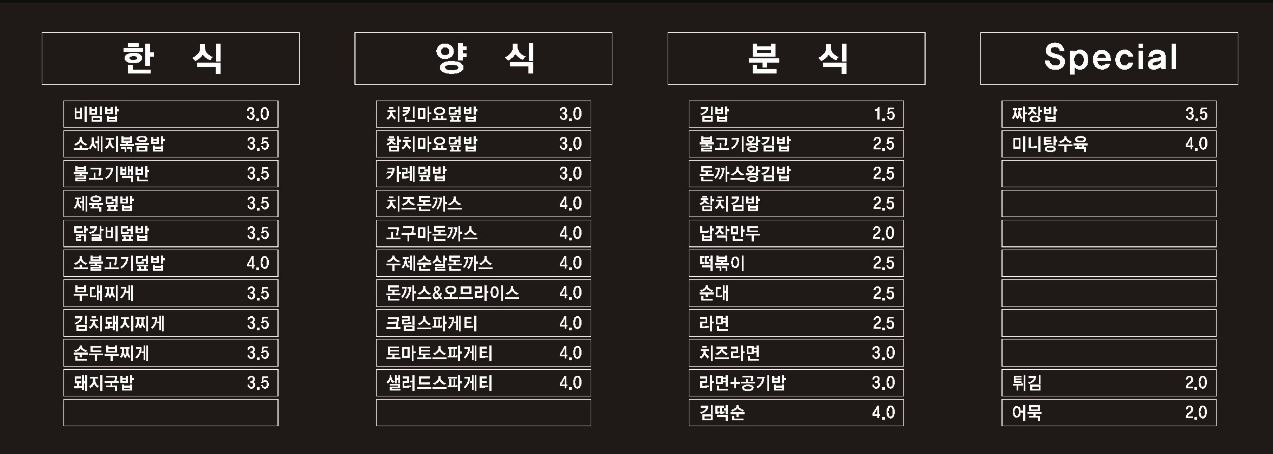 한 식
비빔밥 3.0
소세지볶음밥 3.5
불고기백반 3.5
제육덮밥 3.5
닭갈비덮밥 3.5
소불고기덮밥 4.0
부대찌게 3.5
김치돼지찌게 3.5
순두부찌게 3.5
돼지국밥 3.5
양 식
치킨마요덮밥 3.0
참치마요덮밥 3.0
카레덮밥 3.0
치즈돈까스 4.0
고구마돈까스 4.0
수제순살돈까스 4.0
돈까스&오므라이스 4.0
크림스파게티 4.0
토마토스파게티 4.0
샐러드스파게티 4.0
분 식
김밥 1.5
불고기왕김밥 2.5
돈까스왕김밥 2.5
참치김밥 2.5
납작만두 2.0
떡볶이 2.5
순대 2.5
라면 2.5
치즈라면 3.0
라면+공기밥 3.0
김떡순 4.0
Special
짜장밥 3.5
미니탕수육 4.0
튀김 2.0
어묵 2.0